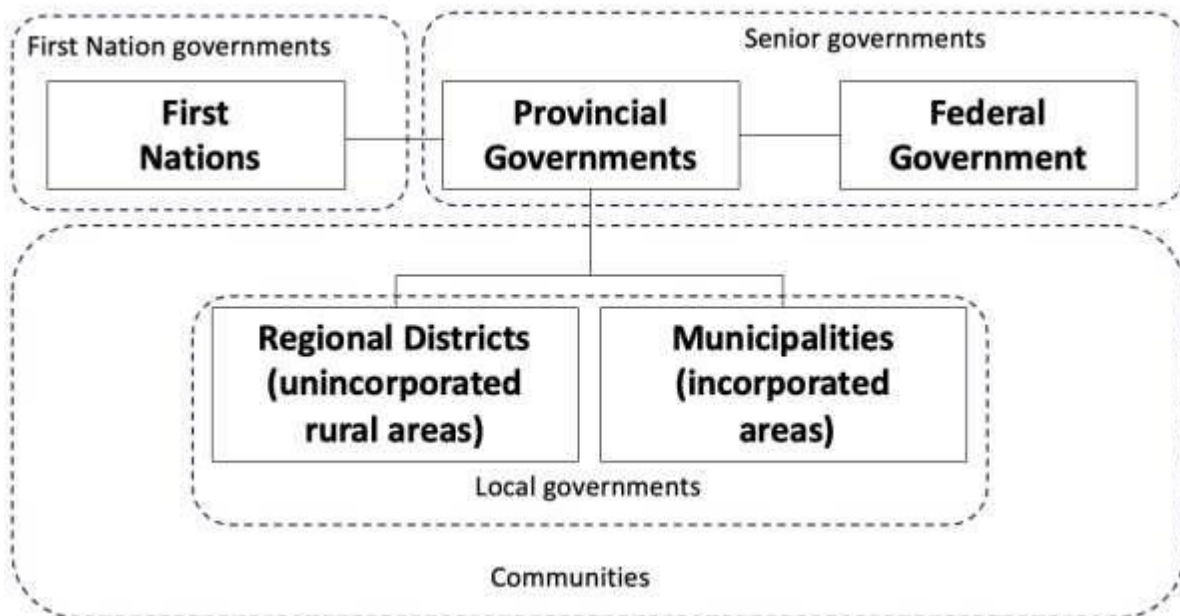 First Nation governments
Senior governments
First
Nations
Provincial
Governments
Federal
Government
Regional Districts
(unincorporated
rural areas)
Municipalities
(incorporated
areas)
Local governments
Communities